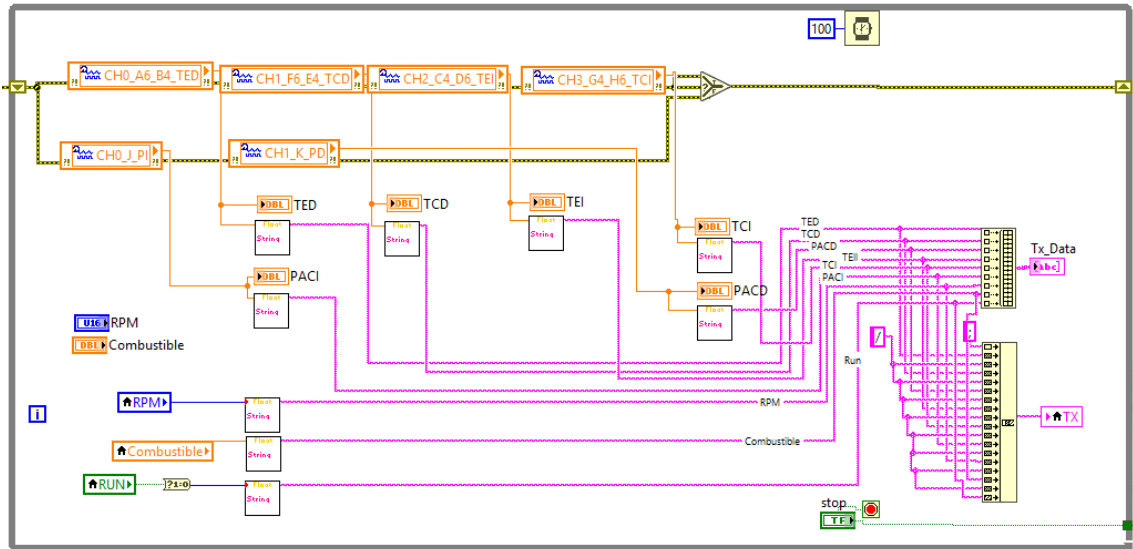 100
CH0_A6_B4_TED
CH1_F6_E4_TCD
CH2_C4_D6_TEI
CH3_G4_H6_TCI
CH0_J_PI
CH1_K_PD
DBL TED
DBL TCD
DBL TEI
DBL TCI
Float
String
Float
String
Float
String
Float
String
DBL PACI
DBL PACD
Float
String
Float
String
TED
TCD
PACD
TEII
TCI
PACI
Tx_Data
abc
U16 RPM
DBL Combustible
/
;
Run
i
RPM
Float
String
RPM
Combustible
Float
String
Combustible
RUN
?1:0
Float
String
TX
stop
TF